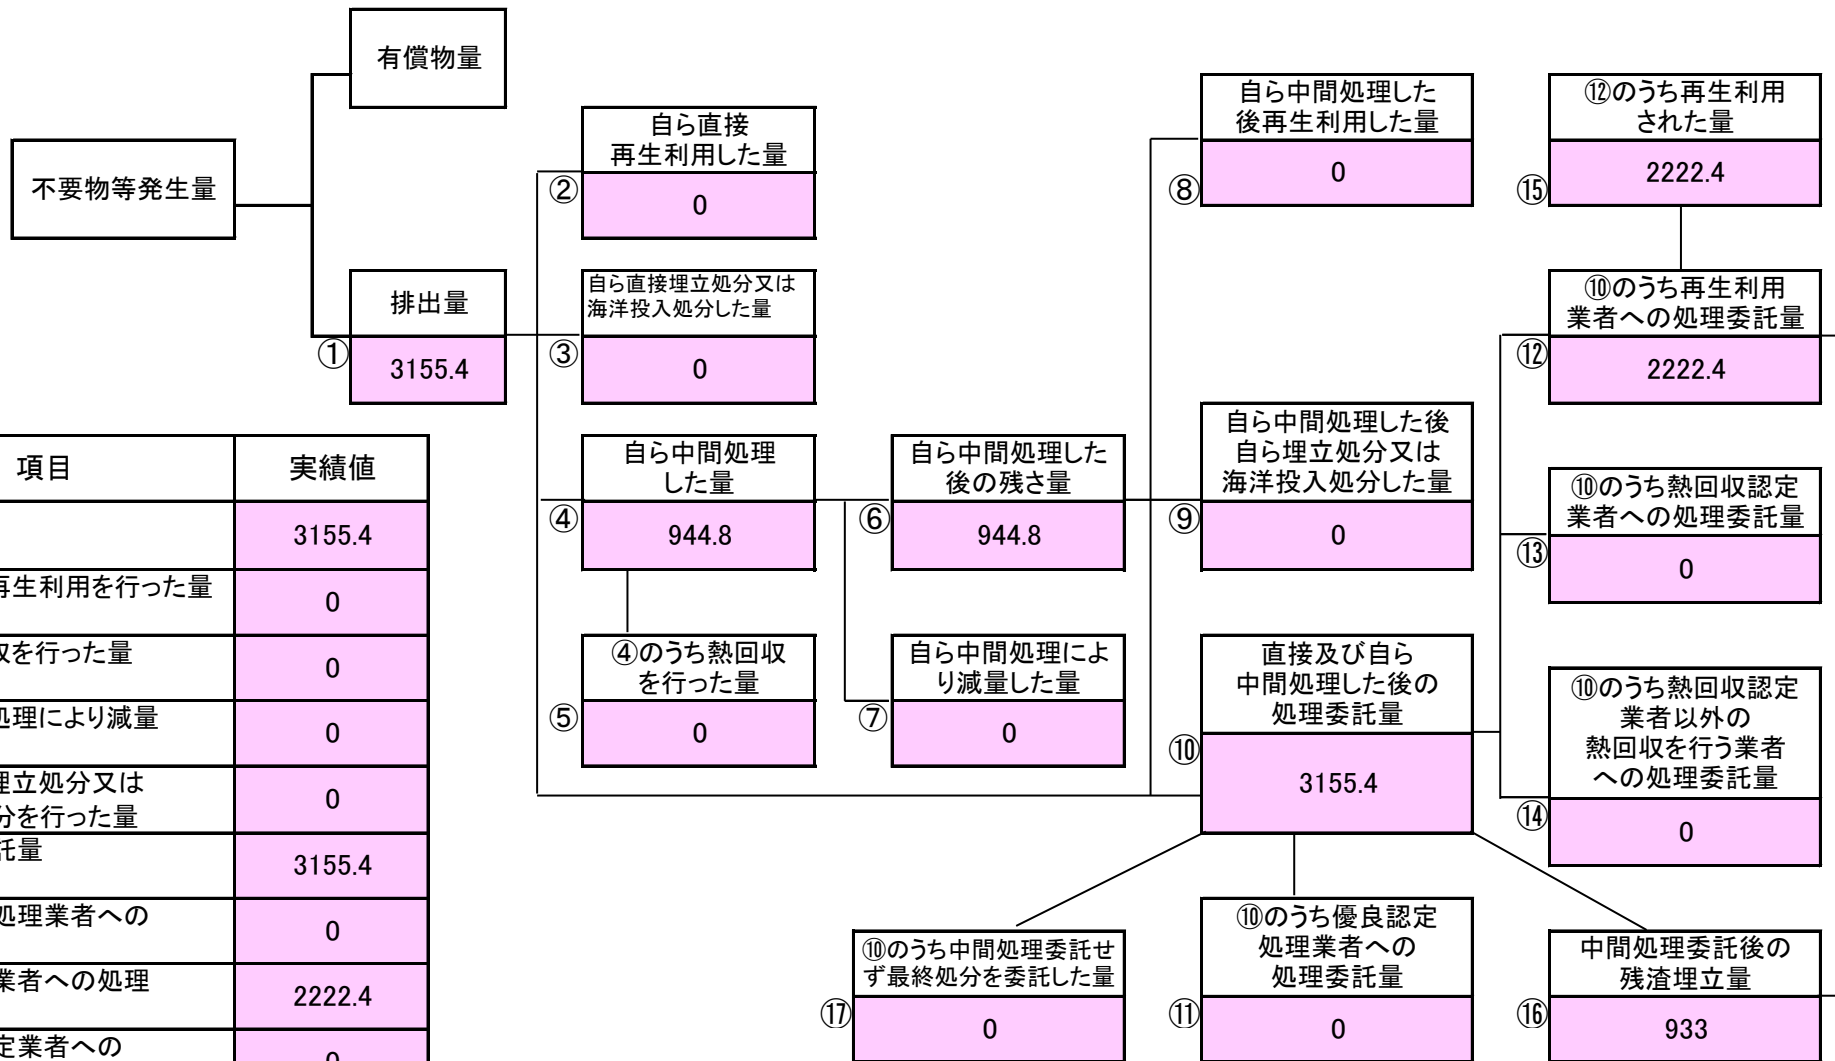 有償物量
不要物等発生量
排出量
①
3155.4
自ら直接
再生利用した量
②
0
自ら直接埋立処分又は
海洋投入処分した量
③
0
自ら中間処理
した量
④
944.8
④のうち熱回収
を行った量
⑤
0
自ら中間処理した
後の残さ量
⑥
944.8
自ら中間処理によ
り減量した量
⑦
0
自ら中間処理した
後再生利用した量
⑧
0
自ら中間処理した後
自ら埋立処分又は
海洋投入処分した量
⑨
0
直接及び自ら
中間処理した後の
処理委託量
⑩
3155.4
⑩のうち優良認定
処理業者への
処理委託量
⑪
0
⑫のうち再生利用
された量
⑮
2222.4
⑩のうち再生利用
業者への処理委託量
⑫
2222.4
⑩のうち熱回収認定
業者への処理委託量
⑬
0
⑩のうち熱回収認定
業者以外の
熱回収を行う業者
への処理委託量
⑭
0
⑩のうち中間処理委託せ
ず最終処分を委託した量
⑰
0
中間処理委託後の
残渣埋立量
⑯
933
項目 実績値
3155.4
再生利用を行った量
0
収を行った量
0
処理により減量
0
埋立処分又は
分を行った量
0
託量
3155.4
処理業者への
0
業者への処理
2222.4
定業者への
0